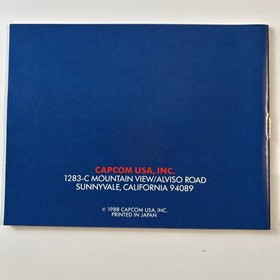 CAPCOM USA, INC.
1283-C MOUNTAIN VIEW/ALVISO ROAD
SUNNYVALE, CALIFORNIA 94089
© 1988 CAPCOM USA, INC.
PRINTED IN JAPAN